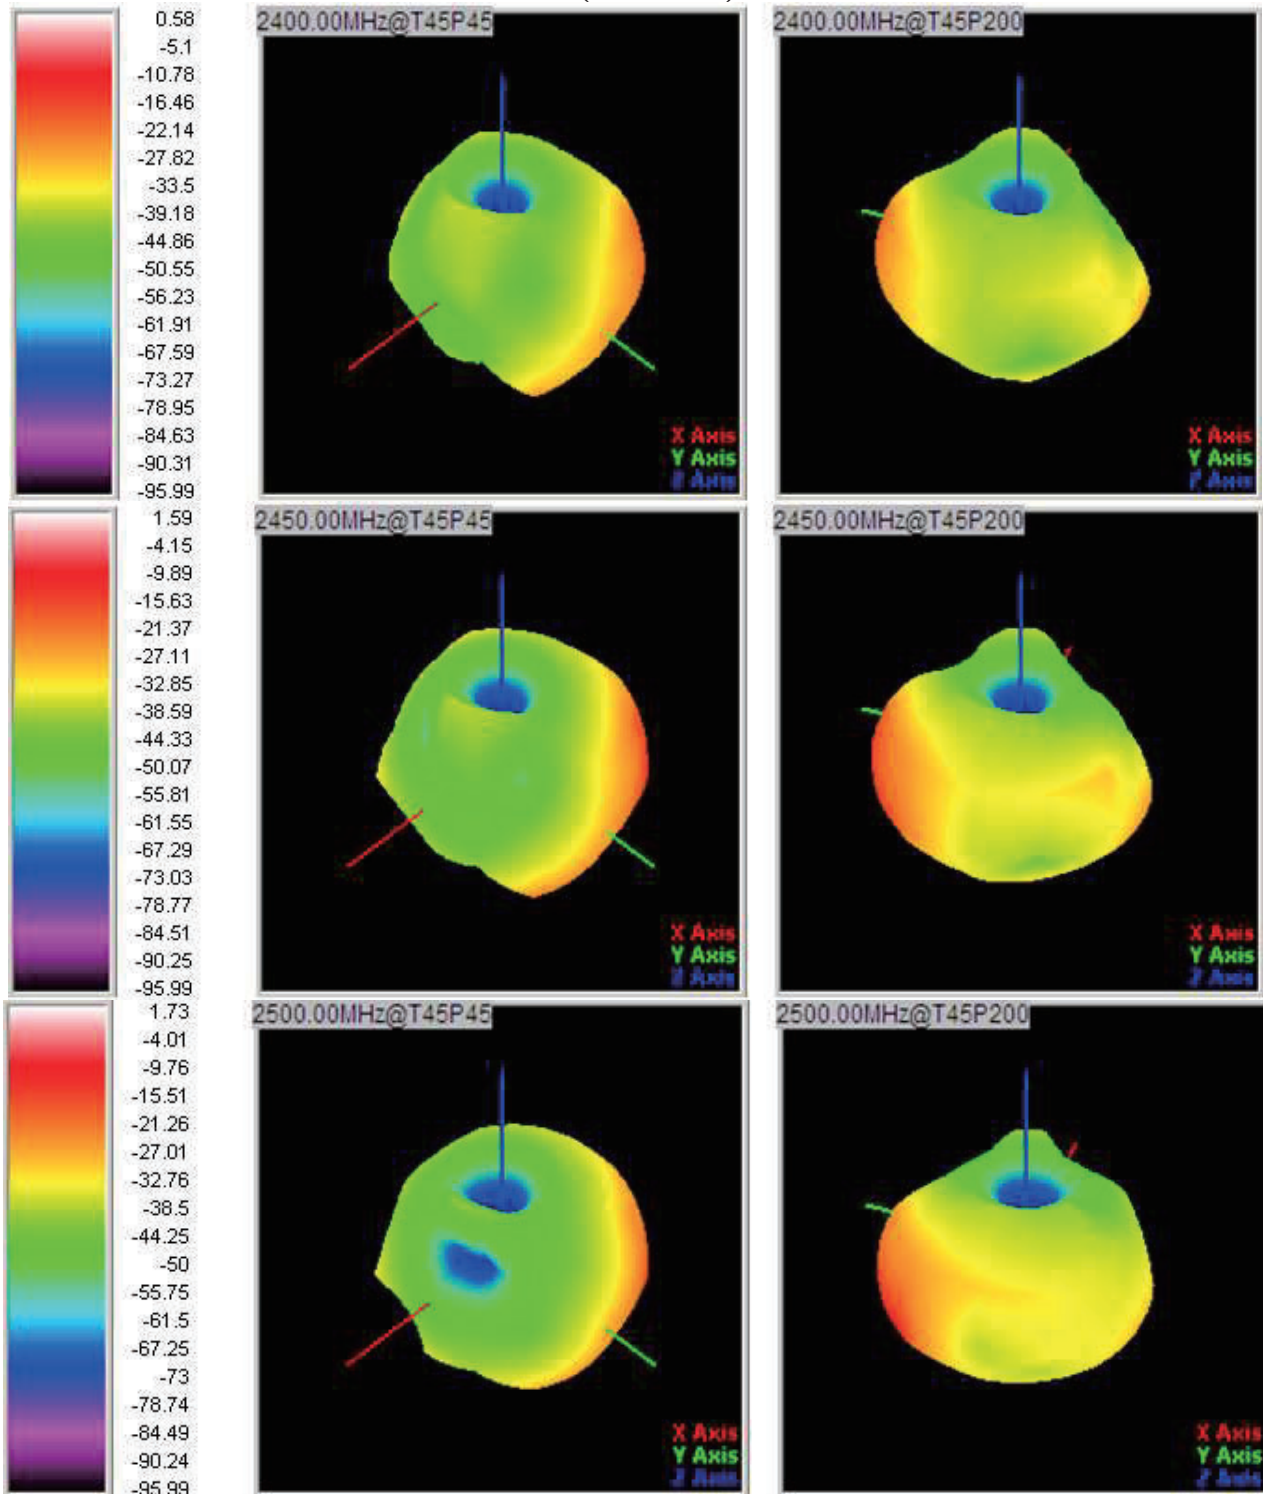 0.58
-5.1
-10.78
-16.46
-22.14
-27.82
-33.5
-39.18
-44.86
-50.55
-56.23
-61.91
-67.59
-73.27
-78.95
-84.63
-90.31
-95.99
2400.00MHz@T45P45
X Axis
Y Axis
Z Axis
2400.00MHz@T45P200
X Axis
Y Axis
Z Axis
1.59
-4.15
-9.89
-15.63
-21.37
-27.11
-32.85
-38.59
-44.33
-50.07
-55.81
-61.55
-67.29
-73.03
-78.77
-84.51
-90.25
-95.99
2450.00MHz@T45P45
X Axis
Y Axis
Z Axis
2450.00MHz@T45P200
X Axis
Y Axis
Z Axis
1.73
-4.01
-9.76
-15.51
-21.26
-27.01
-32.76
-38.5
-44.25
-50
-55.75
-61.5
-67.25
-73
-78.74
-84.49
-90.24
-95.99
2500.00MHz@T45P45
X Axis
Y Axis
Z Axis
2500.00MHz@T45P200
X Axis
Y Axis
Z Axis